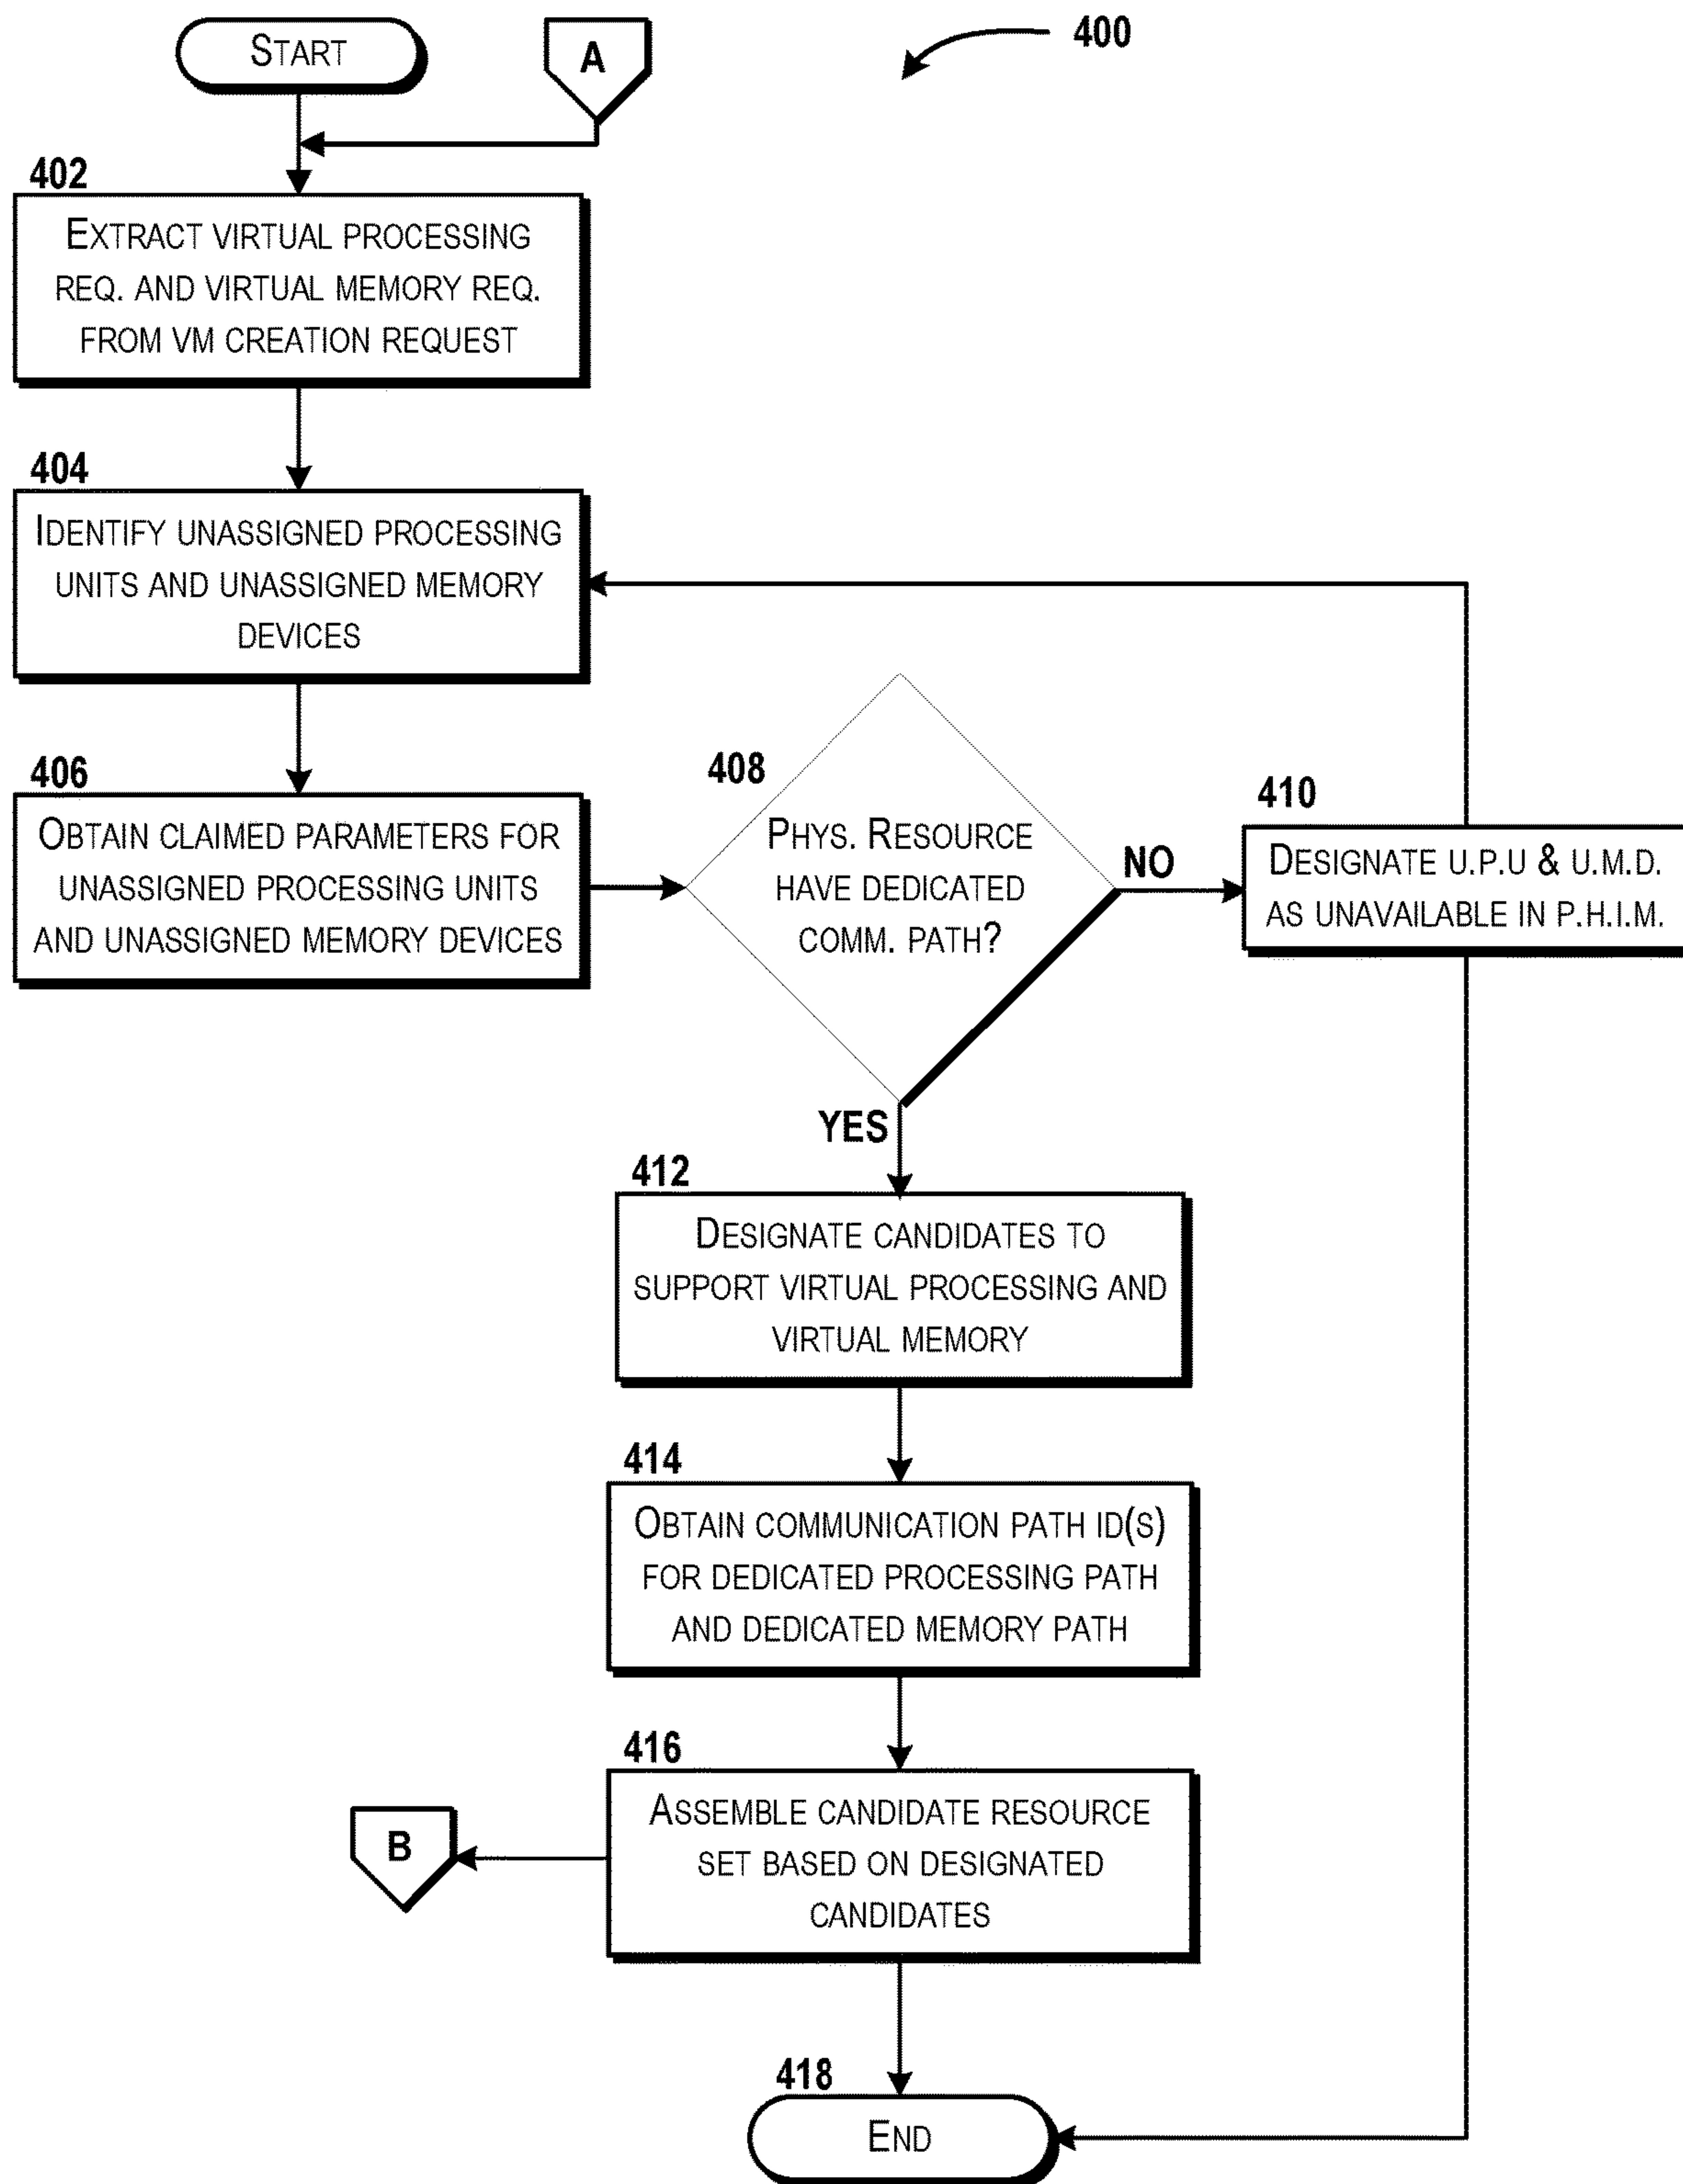 START
A
400
402
EXTRACT VIRTUAL PROCESSING
REQ. AND VIRTUAL MEMORY REQ.
FROM VM CREATION REQUEST
404
IDENTIFY UNASSIGNED PROCESSING
UNITS AND UNASSIGNED MEMORY
DEVICES
406
OBTAIN CLAIMED PARAMETERS FOR
UNASSIGNED PROCESSING UNITS
AND UNASSIGNED MEMORY DEVICES
408
PHYS. RESOURCE
HAVE DEDICATED
COMM. PATH?
NO
410
DESIGNATE U.P.U & U.M.D.
AS UNAVAILABLE IN P.H.I.M.
YES
412
DESIGNATE CANDIDATES TO
SUPPORT VIRTUAL PROCESSING AND
VIRTUAL MEMORY
414
OBTAIN COMMUNICATION PATH ID(S)
FOR DEDICATED PROCESSING PATH
AND DEDICATED MEMORY PATH
416
ASSEMBLE CANDIDATE RESOURCE
SET BASED ON DESIGNATED
CANDIDATES
B
418
END